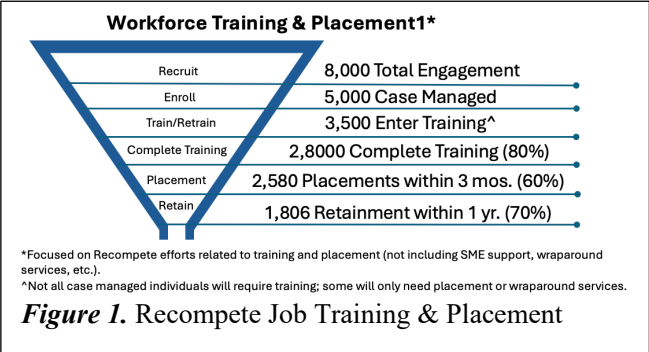 Workforce Training & Placement1*
Recruit 8,000 Total Engagement
Enroll 5,000 Case Managed
Train/Retrain 3,500 Enter Training^
Complete Training 2,8000 Complete Training (80%)
Placement 2,580 Placements within 3 mos. (60%)
Retain 1,806 Retainment within 1 yr. (70%)
*Focused on Recompete efforts related to training and placement (not including SME support, wraparound
services, etc.).
^Not all case managed individuals will require training; some will only need placement or wraparound services.
Figure 1. Recompete Job Training & Placement